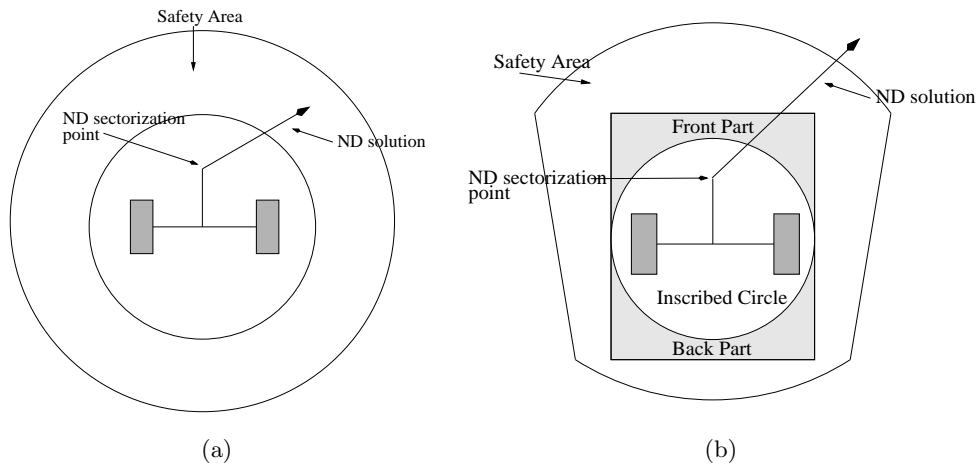 Safety Area
ND sectorization
point
ND solution
(a)
Safety Area
ND solution
Front Part
ND sectorization
point
Inscribed Circle
Back Part
(b)